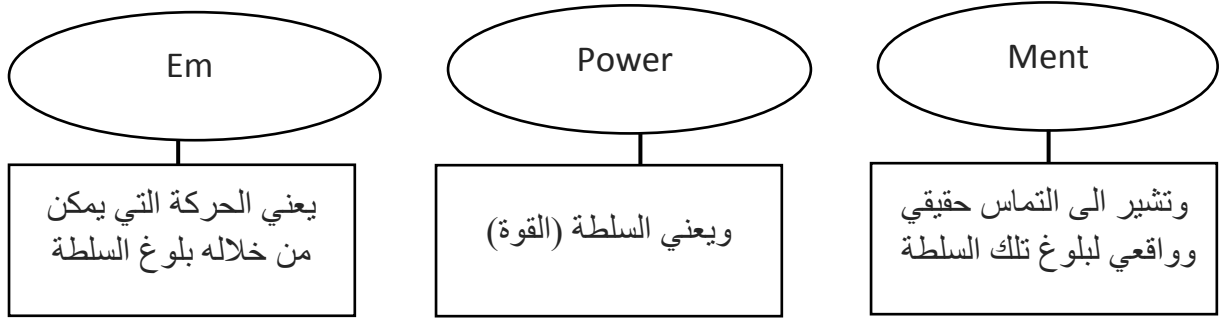 Em
يعني الحركة التي يمكن
من خلاله بلوغ السلطة
Power
ويعني السلطة (القوة)
Ment
وتشير الى التماس حقيقي
وواقعي لبلوغ تلك السلطة